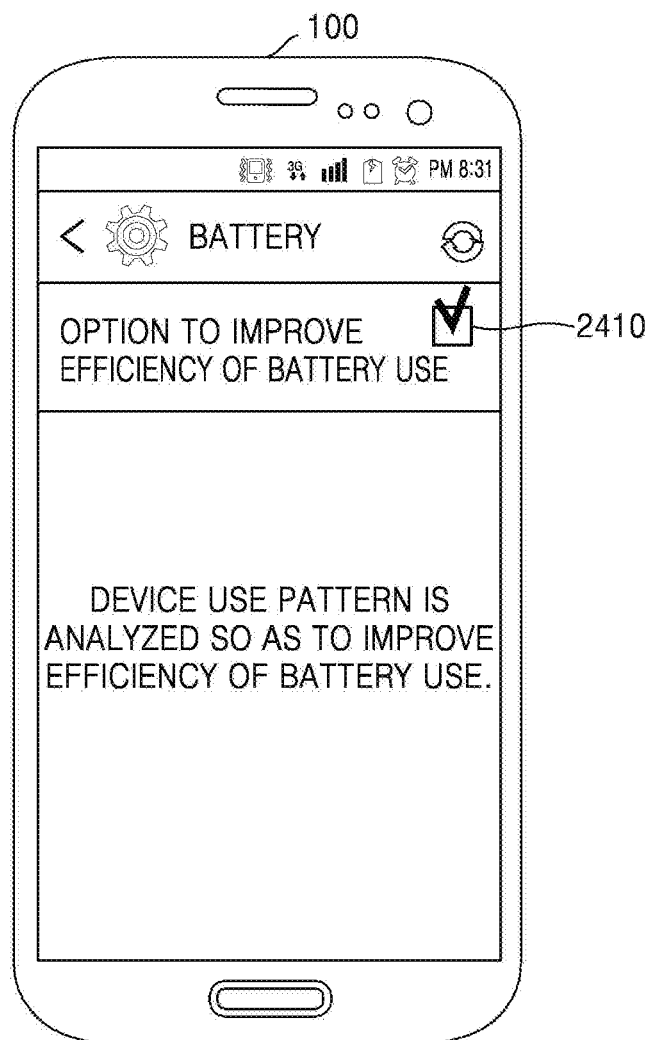 100
3G PM 8:31
< BATTERY
OPTION TO IMPROVE
EFFICIENCY OF BATTERY USE
2410
DEVICE USE PATTERN IS
ANALYZED SO AS TO IMPROVE
EFFICIENCY OF BATTERY USE.